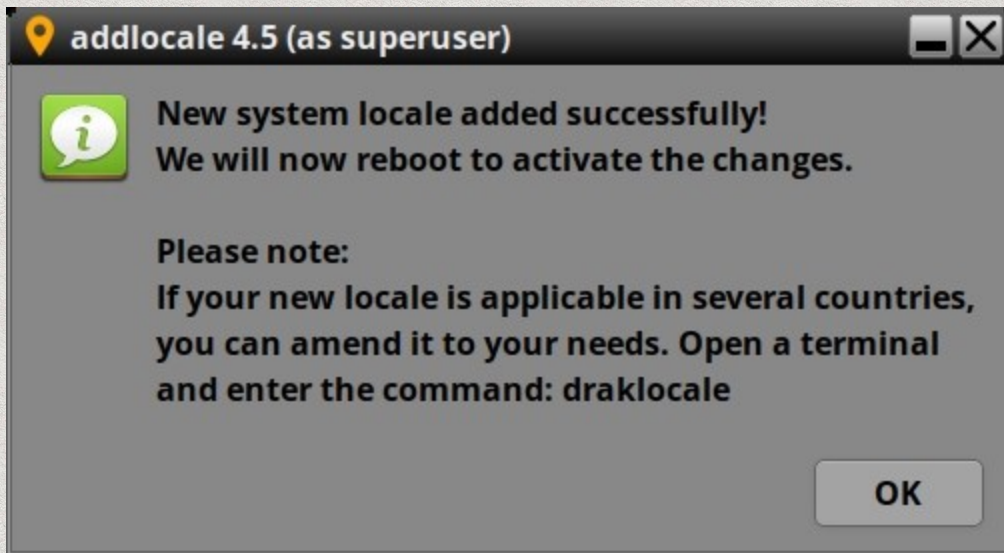 addlocale 4.5 (as superuser)
New system locale added successfully!
We will now reboot to activate the changes.
Please note:
If your new locale is applicable in several countries,
you can amend it to your needs. Open a terminal
and enter the command: draklocale
OK